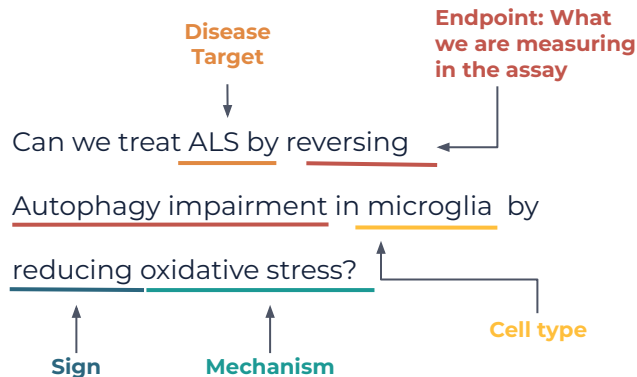 Disease
Target
Endpoint: What
we are measuring
in the assay
Can we treat ALS by reversing
Autophagy impairment in microglia by
reducing oxidative stress?
Cell type
Sign
Mechanism